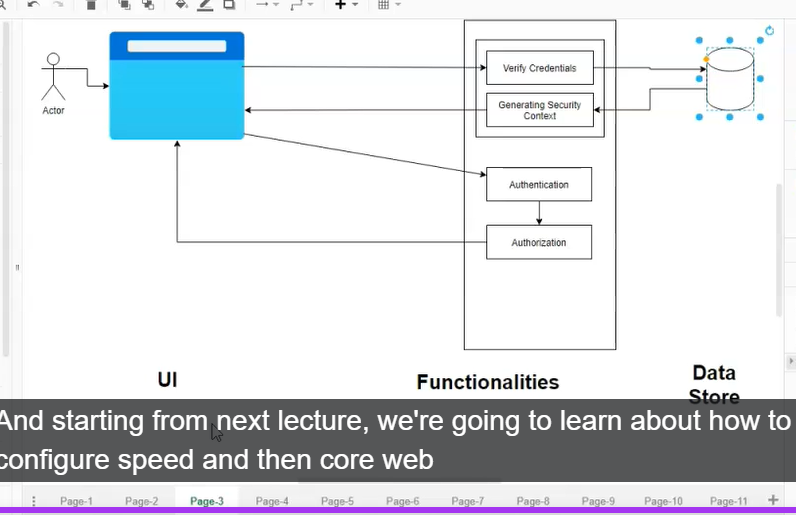 Verify Credentials
Generating Security
Context
Actor
Authentication
Authorization
UI
Functionalities
Data
Store
And starting from next lecture, we're going to learn about how to
configure speed and then core web
Page-1 Page-2 Page-3 Page-4 Page-5 Page-6 Page-7 Page-8 Page-9 Page-10 Page-11